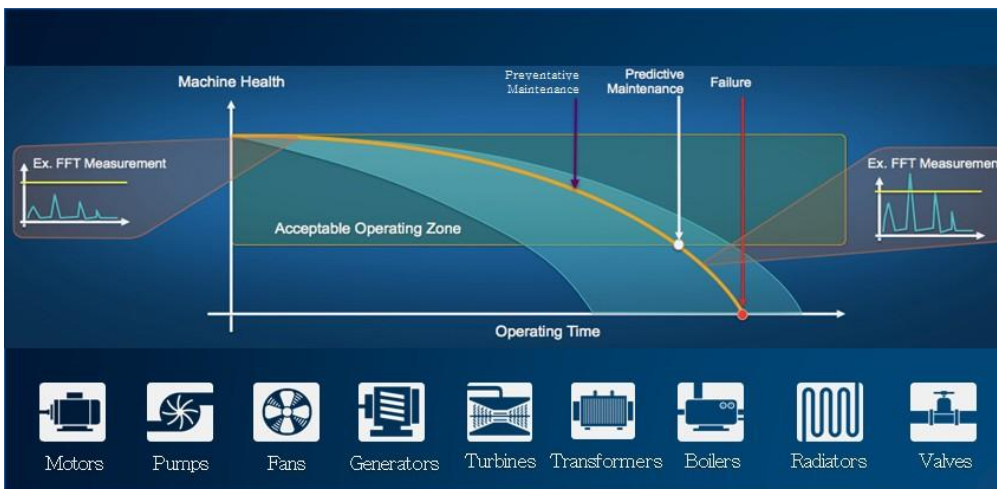 Machine Health
Preventative
Maintenance
Predictive
Maintenance
Failure
Ex. FFT Measurement
Ex. FFT Measurement
Acceptable Operating Zone
Operating Time
Motors
Pumps
Fans
Generators
Turbines
Transformers
Boilers
Radiators
Valves